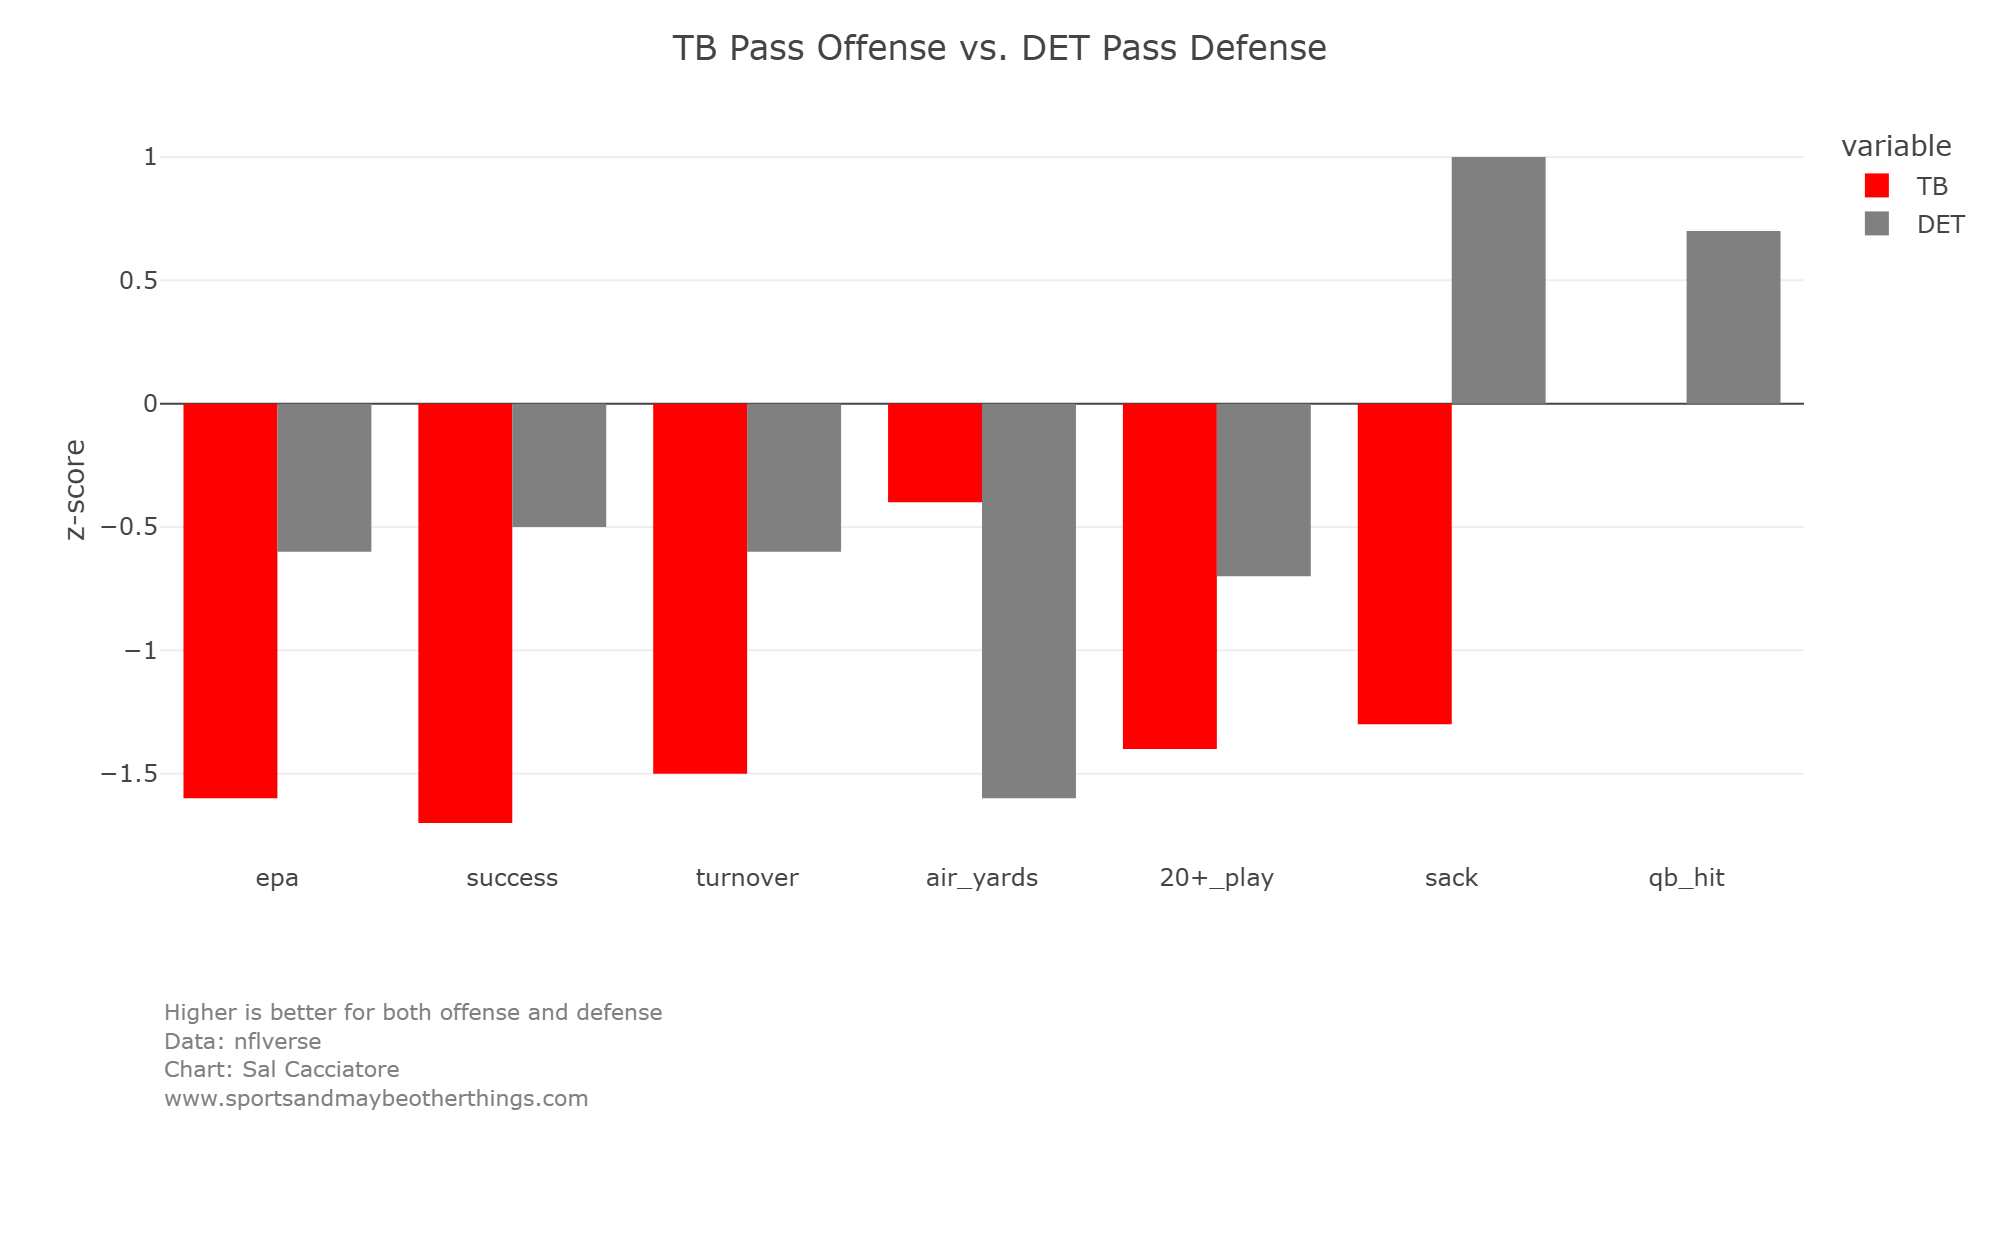 TB Pass Offense vs. DET Pass Defense
variable
TB
DET
z-score
1
0.5
0
−0.5
−1
−1.5
epa success turnover air_yards 20+_play sack qb_hit
Higher is better for both offense and defense
Data: nflverse
Chart: Sal Cacciatore
www.sportsandmaybeotherthings.com